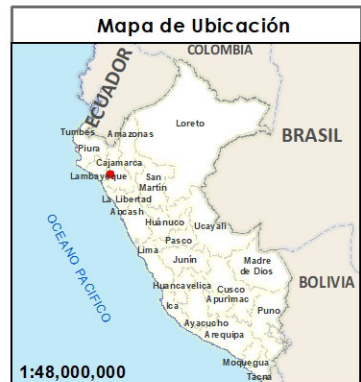 Mapa de Ubicación
COLOMBIA
ECUADOR
Loreto
Tumbes
Amazonas
Piura
BRASIL
Cajamarca
Lambayeque
San
Martín
La Libertad
Ancash
Huánuco
Ucayali
Pasco
Lima
Junín
Madre
de Dios
OCEANO PACIFICO
Huancavelica
Cusco
BOLIVIA
Apurimac
Ica
Puno
Ayacucho
Arequipa
Moquegua
1:48,000,000
Tacna